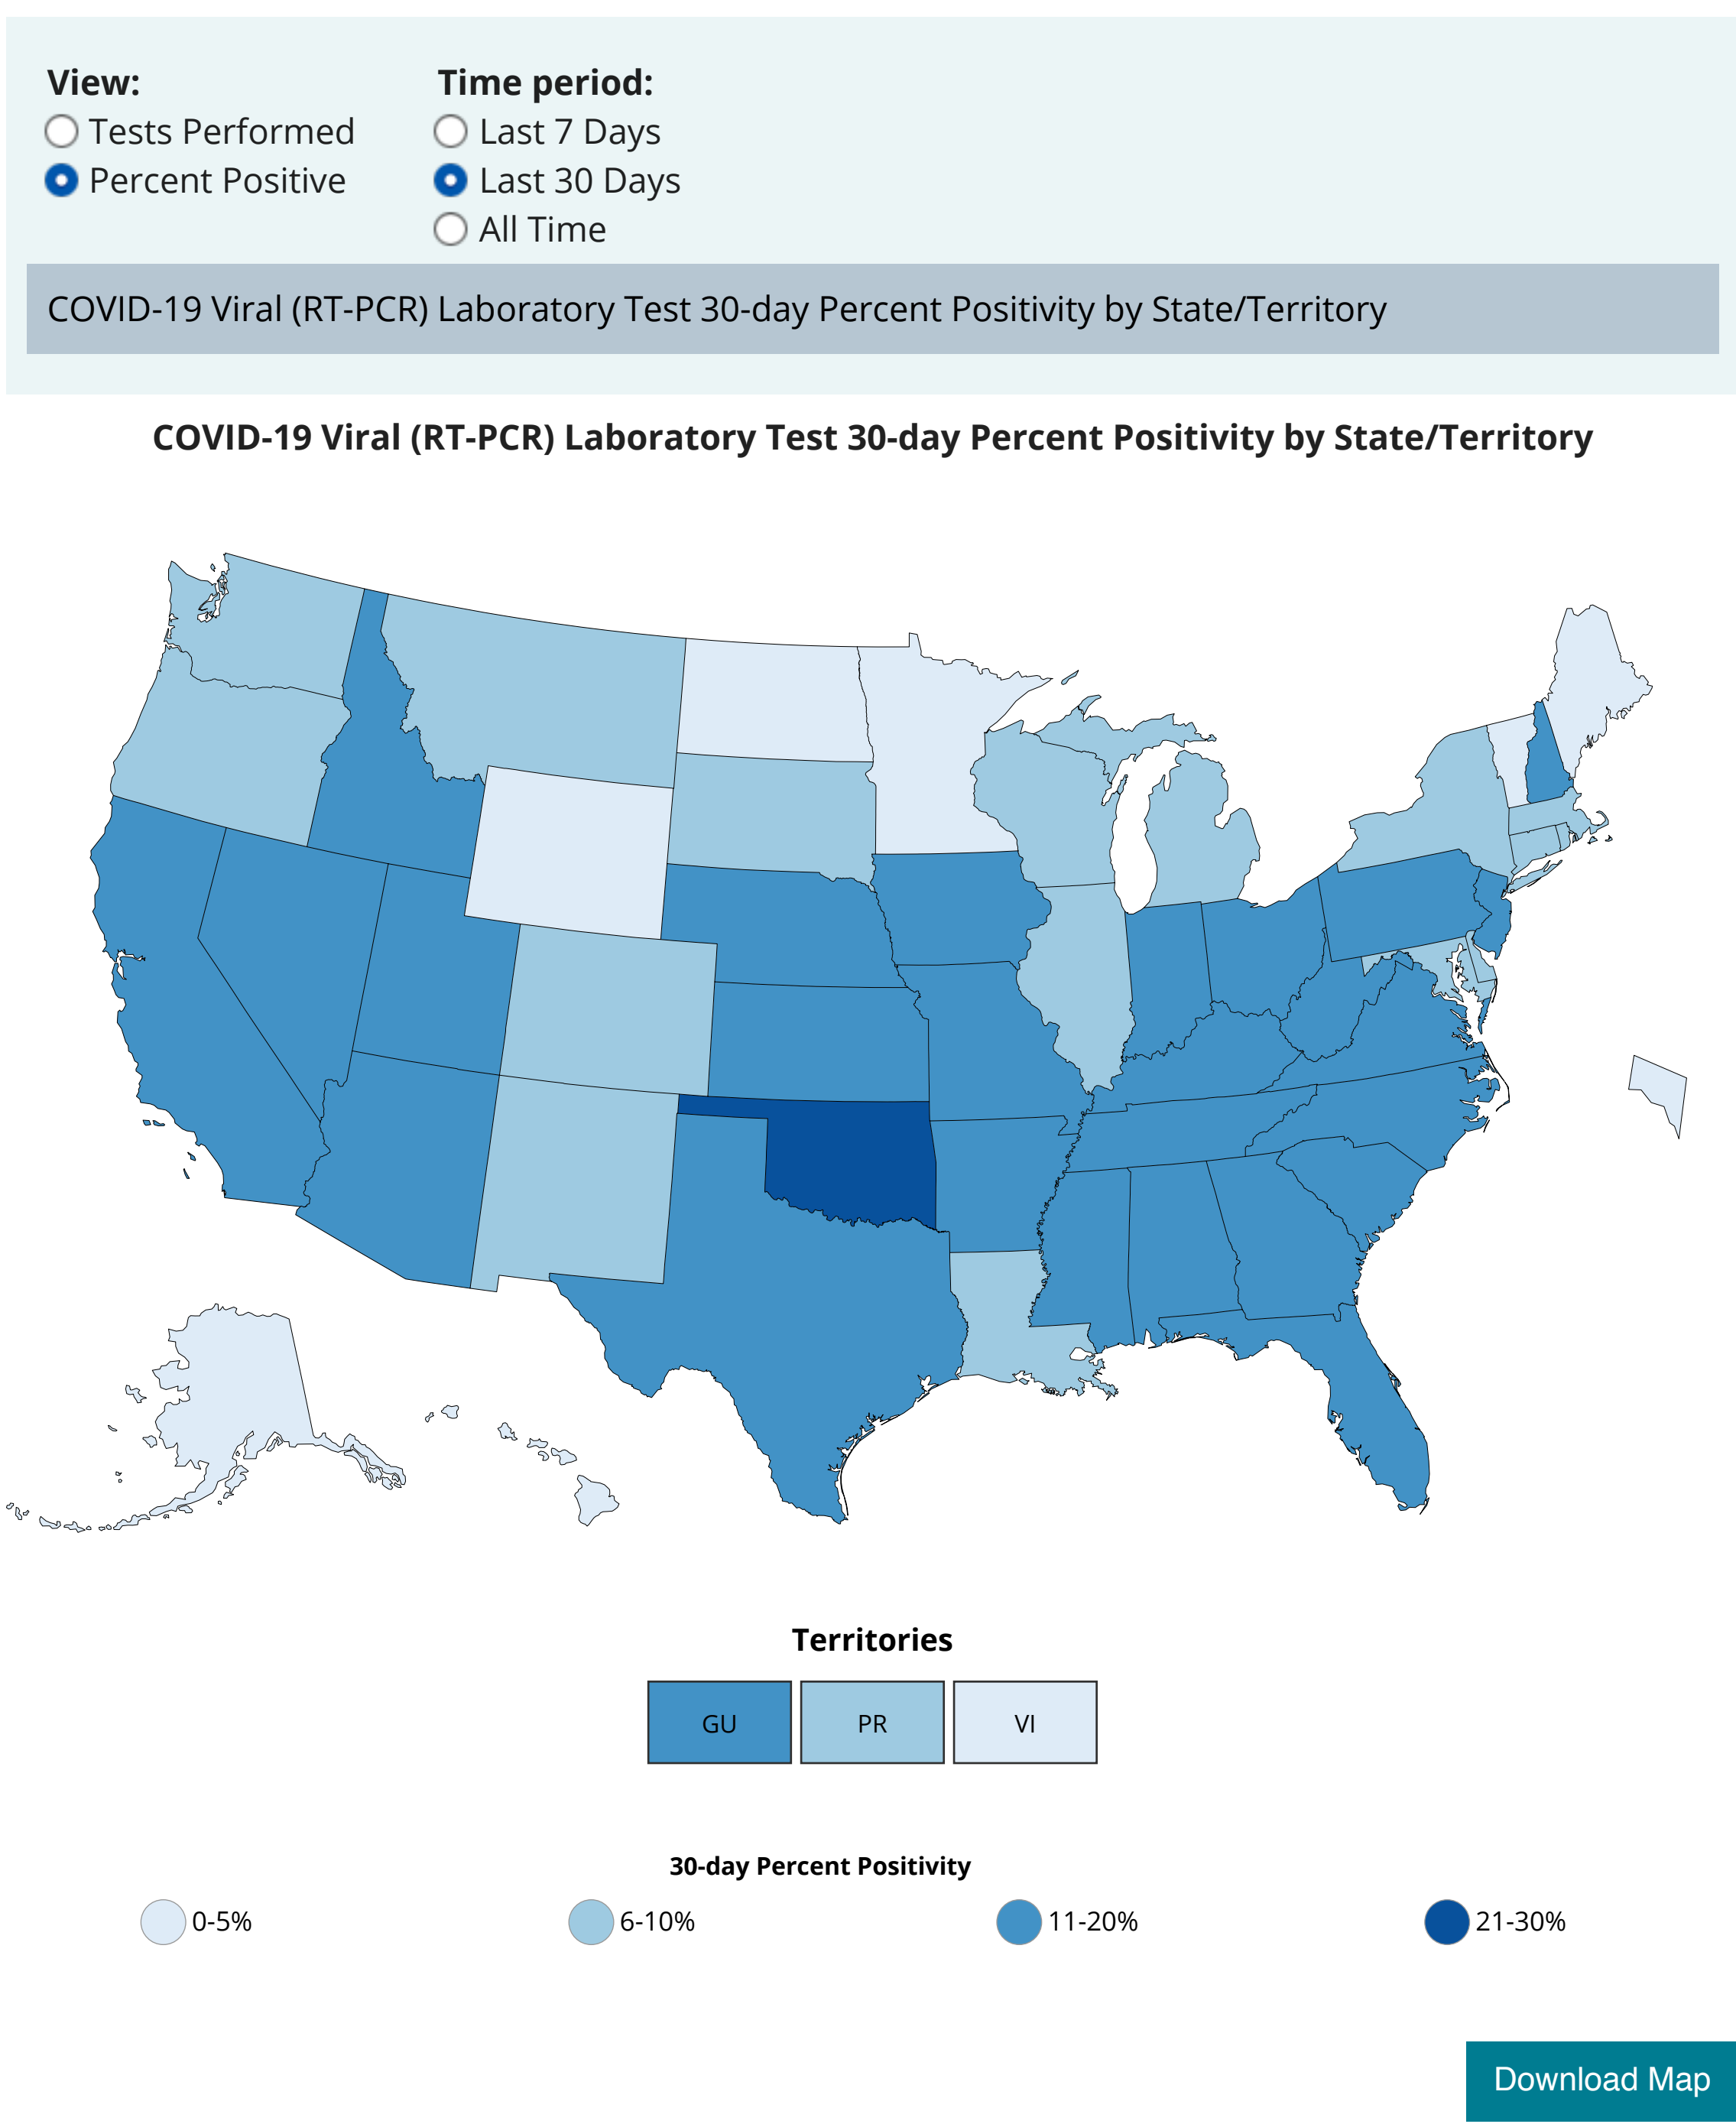 View:
Tests Performed
Percent Positive
Time period:
Last 7 Days
Last 30 Days
All Time
COVID-19 Viral (RT-PCR) Laboratory Test 30-day Percent Positivity by State/Territory
COVID-19 Viral (RT-PCR) Laboratory Test 30-day Percent Positivity by State/Territory
Territories
GU
PR
VI
30-day Percent Positivity
0-5%
6-10%
11-20%
21-30%
Download Map